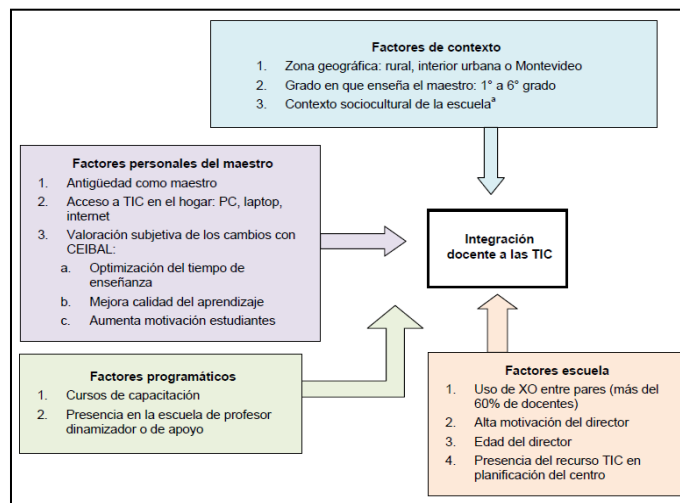 Factores de contexto
1. Zona geográfica: rural, interior urbana o Montevideo
2. Grado en que enseña el maestro: 1° a 6° grado
3. Contexto sociocultural de la escuelaª
Factores personales del maestro
1. Antigüedad como maestro
2. Acceso a TIC en el hogar: PC, laptop,
internet
3. Valoración subjetiva de los cambios con
CEIBAL:
a. Optimización del tiempo de
enseñanza
b. Mejora calidad del aprendizaje
c. Aumenta motivación estudiantes
Integración
docente a las TIC
Factores programáticos
1. Cursos de capacitación
2. Presencia en la escuela de profesor
dinamizador o de apoyo
Factores escuela
1. Uso de XO entre pares (más del
60% de docentes)
2. Alta motivación del director
3. Edad del director
4. Presencia del recurso TIC en
planificación del centro